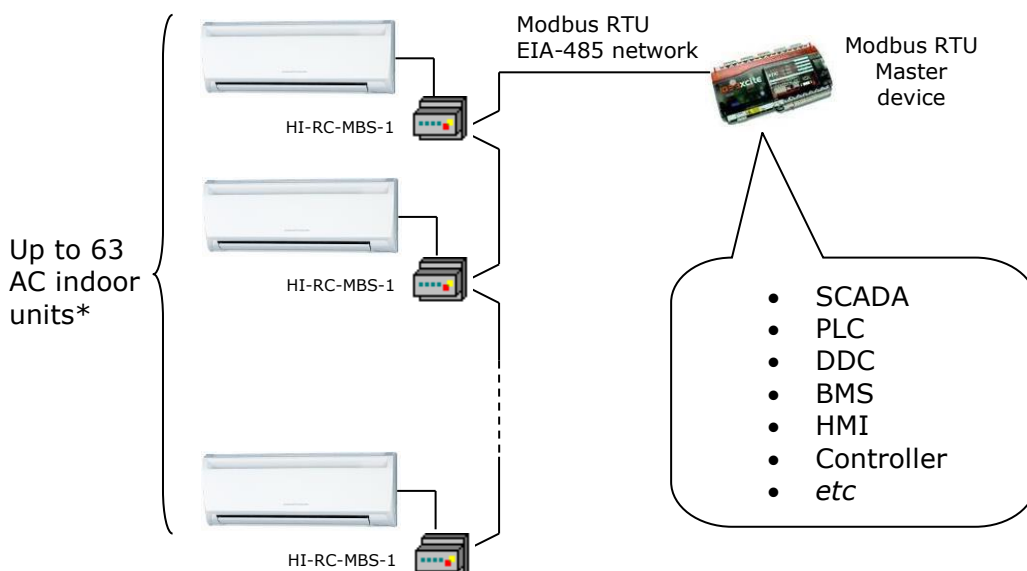 Modbus RTU
EIA-485 network
Modbus RTU
Master
device
HI-RC-MBS-1
Up to 63
AC indoor
units*
HI-RC-MBS-1
• SCADA
• PLC
• DDC
• BMS
• HMI
• Controller
• etc
HI-RC-MBS-1